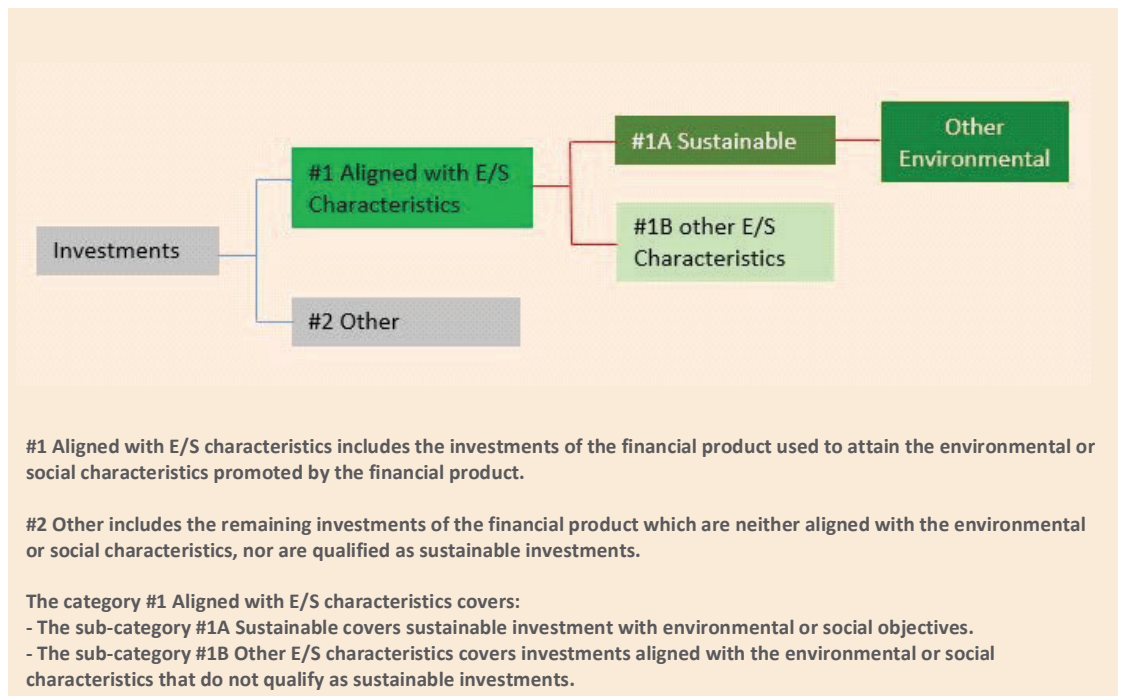 Investments
#1 Aligned with E/S
Characteristics
#2 Other
#1A Sustainable
#1B other E/S
Characteristics
Other
Environmental
#1 Aligned with E/S characteristics includes the investments of the financial product used to attain the environmental or
social characteristics promoted by the financial product.
#2 Other includes the remaining investments of the financial product which are neither aligned with the environmental
or social characteristics, nor are qualified as sustainable investments.
The category #1 Aligned with E/S characteristics covers:
- The sub-category #1A Sustainable covers sustainable investment with environmental or social objectives.
- The sub-category #1B Other E/S characteristics covers investments aligned with the environmental or social
characteristics that do not qualify as sustainable investments.